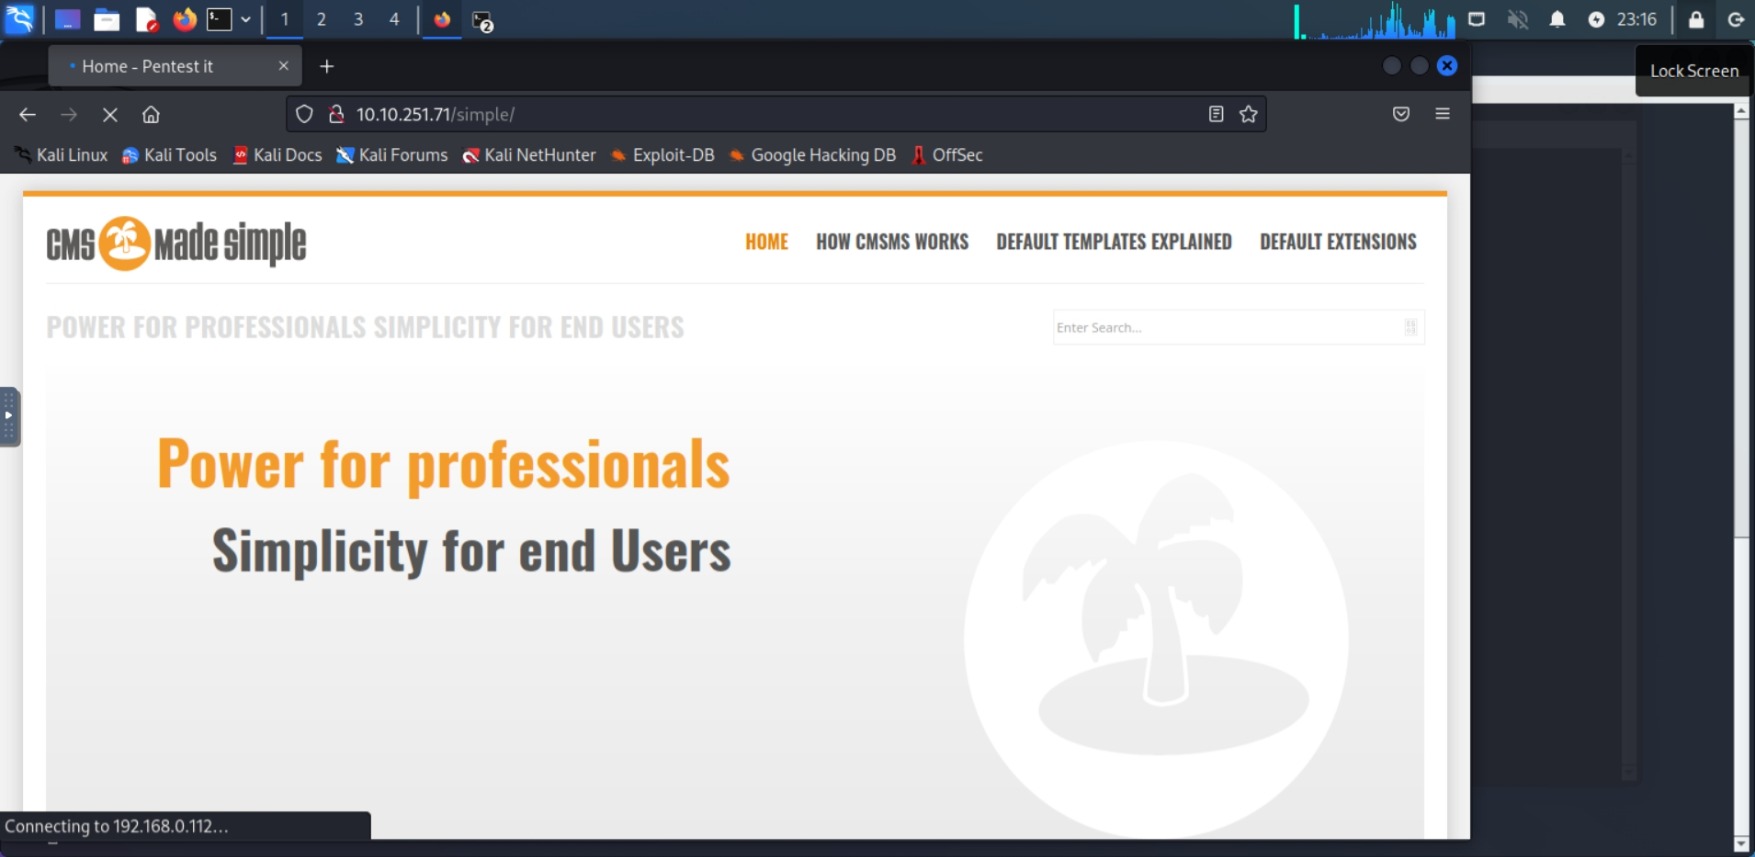 1 2 3 4 2 23:16
Home - Pentest it
Lock Screen
10.10.251.71/simple/
Kali Linux Kali Tools Kali Docs Kali Forums Kali NetHunter Exploit-DB Google Hacking DB OffSec
CMS made simple
HOME HOW CMSMS WORKS DEFAULT TEMPLATES EXPLAINED DEFAULT EXTENSIONS
POWER FOR PROFESSIONALS SIMPLICITY FOR END USERS
Enter Search...
Power for professionals
Simplicity for end Users
Connecting to 192.168.0.112...